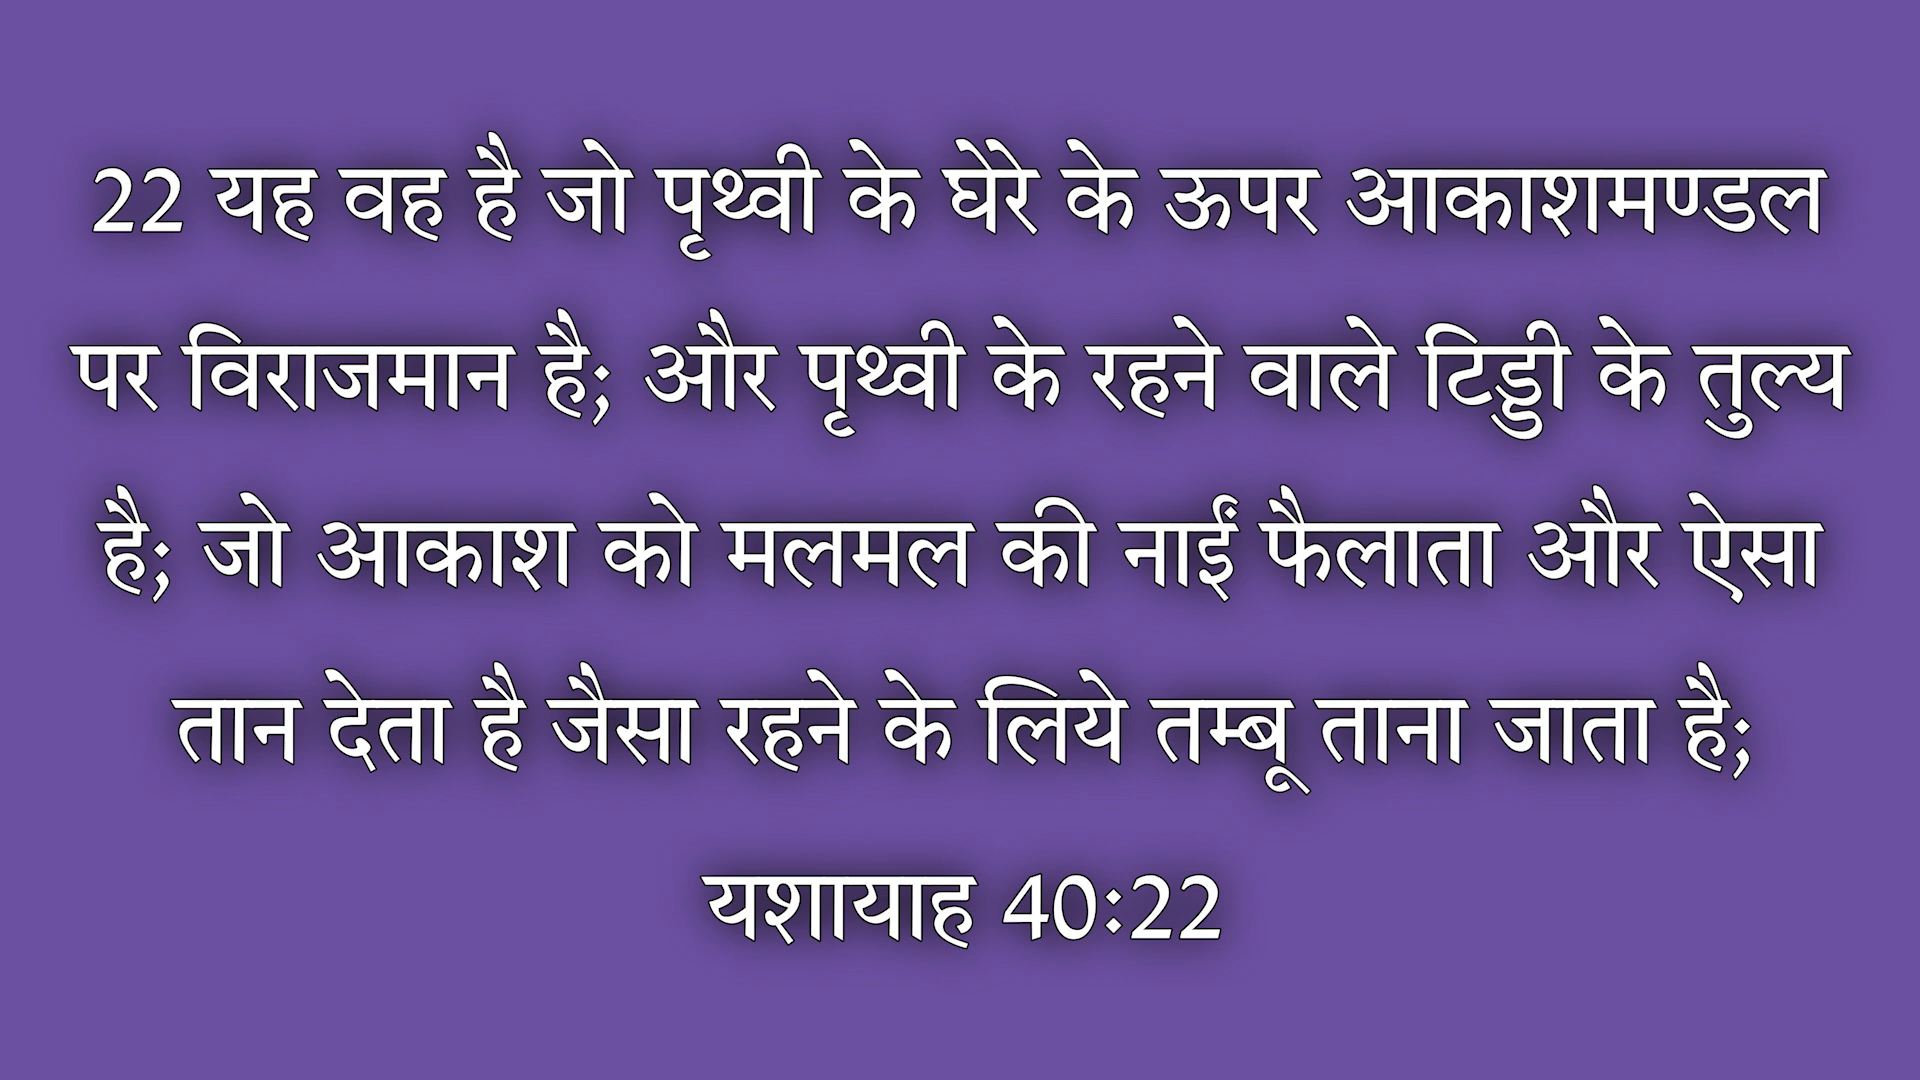 22 यह वह है जो पृथ्वी के घेरे के ऊपर आकाशमण्डल
पर विराजमान है; और पृथ्वी के रहने वाले टिड्डी के तुल्य
है; जो आकाश को मलमल की नाईं फैलाता और ऐसा
तान देता है जैसा रहने के लिये तम्बू ताना जाता है;
यशायाह 40:22